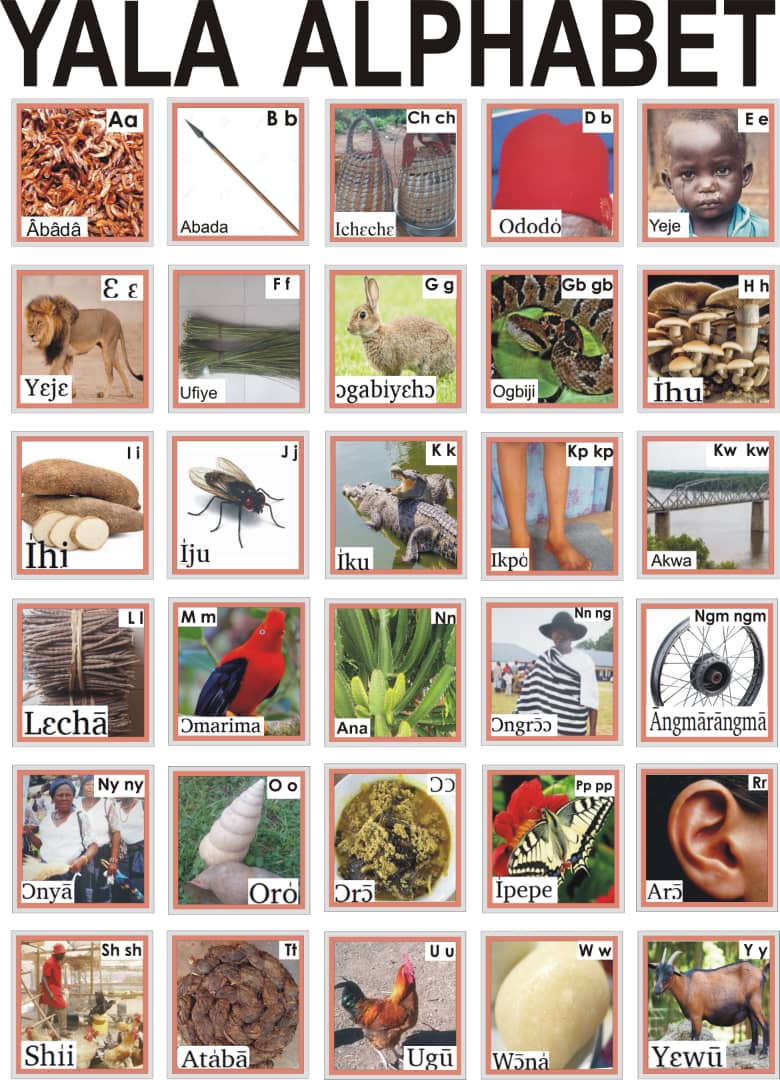 YALA ALPHABET
Aa
Âbâdâ
B b
Abada
Ch ch
Ichɛchɛ
D b
Ododȯ
E e
Yeje
Ɛ ɛ
Yɛjɛ
F f
Ufiye
G g
ɔgabiyɛhɔ
Gb gb
Ogbiji
H h
İhu
I i
İhi
J j
İju
K k
İku
Kp kp
Ikpȯ
Kw kw
Akwa
L l
Lɛchā
M m
Ɔmarima
Nn
Ana
Nn ng
Ɔngrɔ̄ɔ
Ngm ngm
Āngmārāngmā
Ny ny
Ɔnyā
O o
Orȯ
Ɔɔ
Ɔrɔ̄
Pp pp
İpepe
Rr
Arɔ̄
Sh sh
Shi̇i
Tt
Atȧbā
U u
Ugū
W w
Wɔ̄nȧ
Y y
Yɛwū